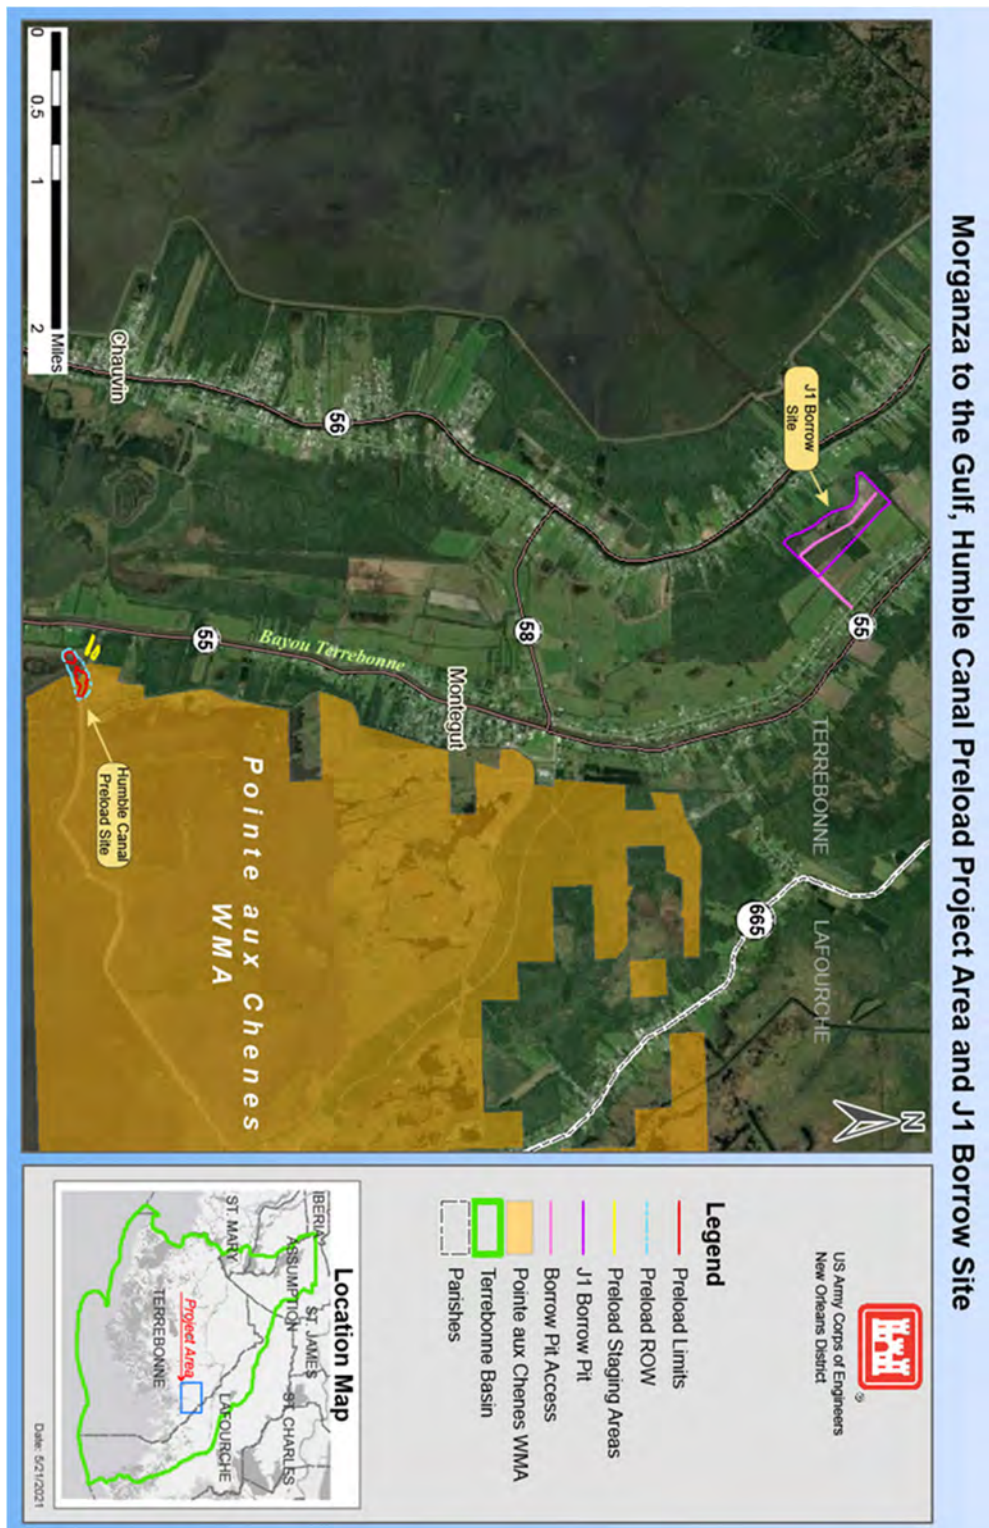 Morganza to the Gulf, Humble Canal Preload Project Area and J1 Borrow Site
55
J1 Borrow
Site
TERREBONNE
LAFOURCHE
N
665
58
56
Montegut
Bayou Terrebonne
55
Chauvin
Pointe aux Chenes
WMA
Humble Canal
Preload Site
0 0.5 1 2
Miles
®
US Army Corps of Engineers
New Orleans District
Legend
Preload Limits
Preload ROW
Preload Staging Areas
J1 Borrow Pit
Borrow Pit Access
Pointe aux Chenes WMA
Terrebonne Basin
Parishes
Location Map
IBERIA
ST. JAMES
ASSUMPTION
ST. CHARLES
ST. MARY
LAFOURCHE
Project Area
TERREBONNE
Date: 5/21/2021